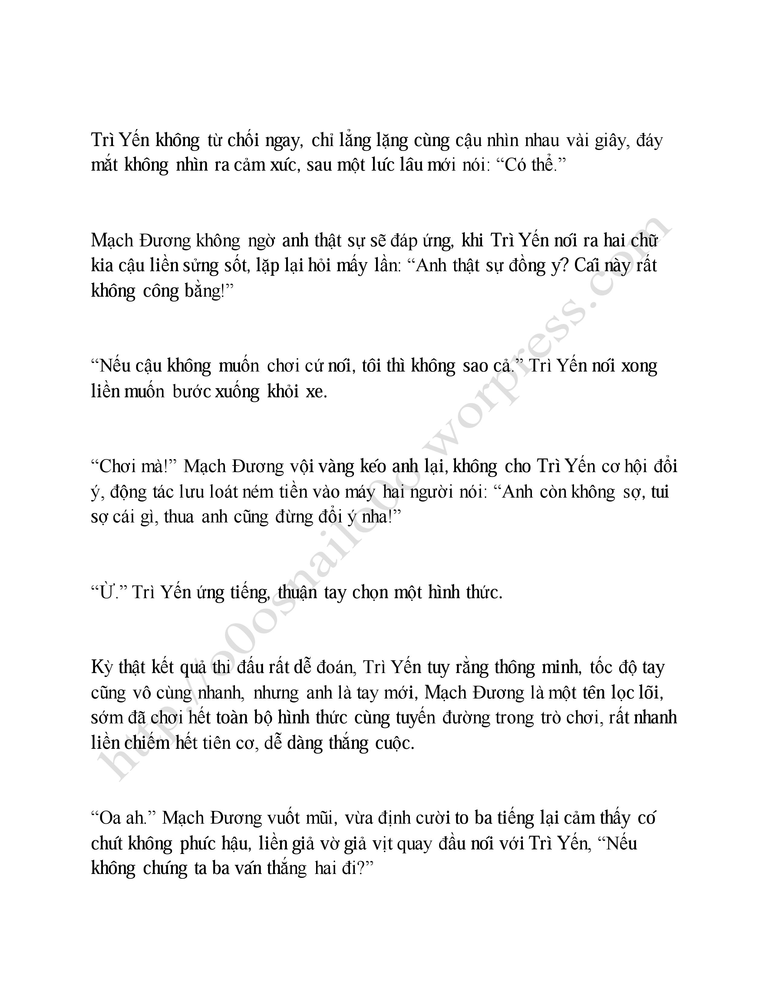 Trì Yến không từ chối ngay, chỉ lẳng lặng cùng cậu nhìn nhau vài giây, đáy
mắt không nhìn ra cảm xúc, sau một lúc lâu mới nói: “Có thể.”
Mạch Đương không ngờ anh thật sự sẽ đáp ứng, khi Trì Yến nói ra hai chữ
kia cậu liền sửng sốt, lặp lại hỏi mấy lần: “Anh thật sự đồng ý? Cái này rất
không công bằng!”
“Nếu cậu không muốn chơi cứ nói, tôi thì không sao cả.” Trì Yến nói xong
liền muốn bước xuống khỏi xe.
“Chơi mà!” Mạch Đương vội vàng kéo anh lại, không cho Trì Yến cơ hội đổi
ý, động tác lưu loát ném tiền vào máy hai người nói: “Anh còn không sợ, tui
sợ cái gì, thua anh cũng đừng đổi ý nha!”
“Ừ.” Trì Yến ứng tiếng, thuận tay chọn một hình thức.
Kỳ thật kết quả thi đấu rất dễ đoán, Trì Yến tuy rằng thông minh, tốc độ tay
cũng vô cùng nhanh, nhưng anh là tay mới, Mạch Đương là một tên lọc lõi,
sớm đã chơi hết toàn bộ hình thức cùng tuyến đường trong trò chơi, rất nhanh
liền chiếm hết tiên cơ, dễ dàng thắng cuộc.
“Oa ah.” Mạch Đương vuốt mũi, vừa định cười to ba tiếng lại cảm thấy có
chút không phúc hậu, liền giả vờ giả vịt quay đầu nói với Trì Yến, “Nếu
không chúng ta ba ván thắng hai đi?”
http://o0osnailo0o.worpress.com